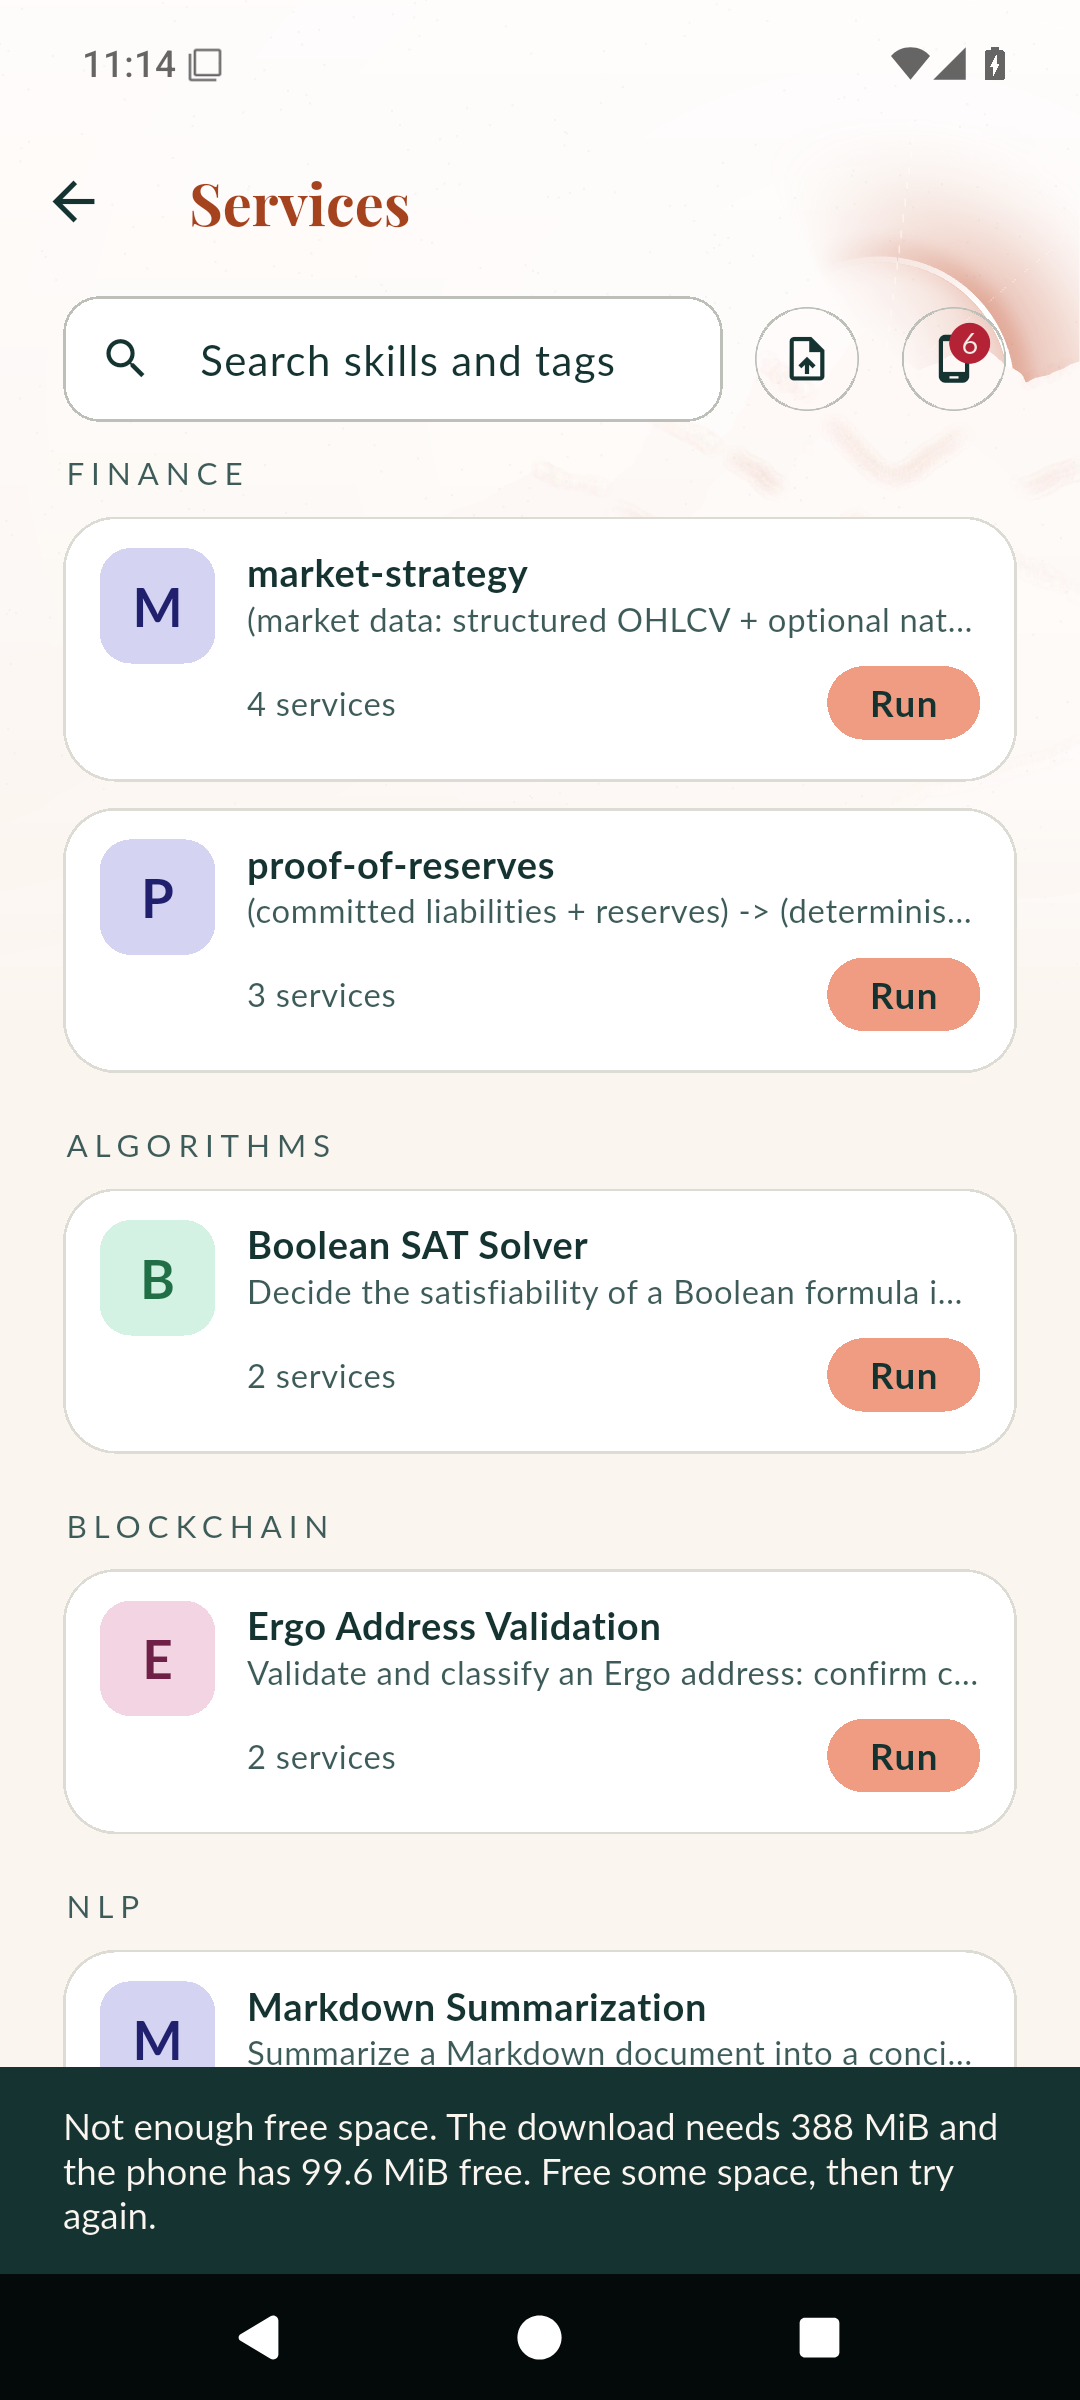 11:14
Services
Search skills and tags
6
FINANCE
M
market-strategy
(market data: structured OHLCV + optional nat...
4 services
Run
P
proof-of-reserves
(committed liabilities + reserves) -> (determinis...
3 services
Run
ALGORITHMS
B
Boolean SAT Solver
Decide the satisfiability of a Boolean formula i...
2 services
Run
BLOCKCHAIN
E
Ergo Address Validation
Validate and classify an Ergo address: confirm c...
2 services
Run
NLP
M
Markdown Summarization
Summarize a Markdown document into a conci...
Not enough free space. The download needs 388 MiB and
the phone has 99.6 MiB free. Free some space, then try
again.